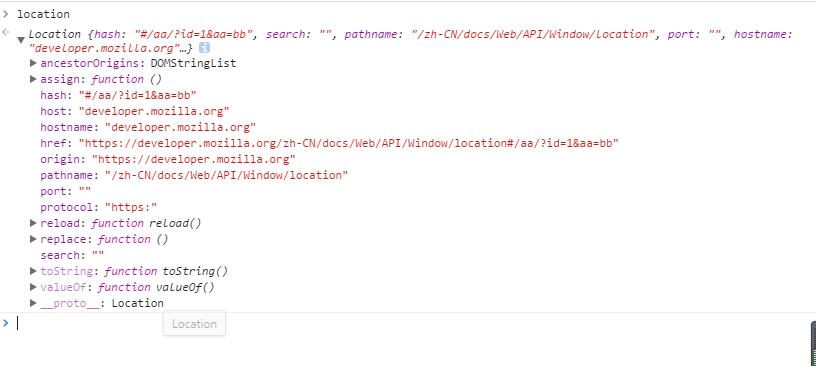 location
Location {hash: "#/aa/?id=1&aa=bb", search: "", pathname: "/zh-CN/docs/Web/API/Window/location", port: "", hostname:
"developer.mozilla.org"…}
ancestorOrigins: DOMStringList
assign: function ()
hash: "#/aa/?id=1&aa=bb"
host: "developer.mozilla.org"
hostname: "developer.mozilla.org"
href: "https://developer.mozilla.org/zh-CN/docs/Web/API/Window/location#/aa/?id=1&aa=bb"
origin: "https://developer.mozilla.org"
pathname: "/zh-CN/docs/Web/API/Window/location"
port: ""
protocol: "https:"
reload: function reload()
replace: function ()
search: ""
toString: function toString()
valueOf: function valueOf()
__proto__: Location
Location